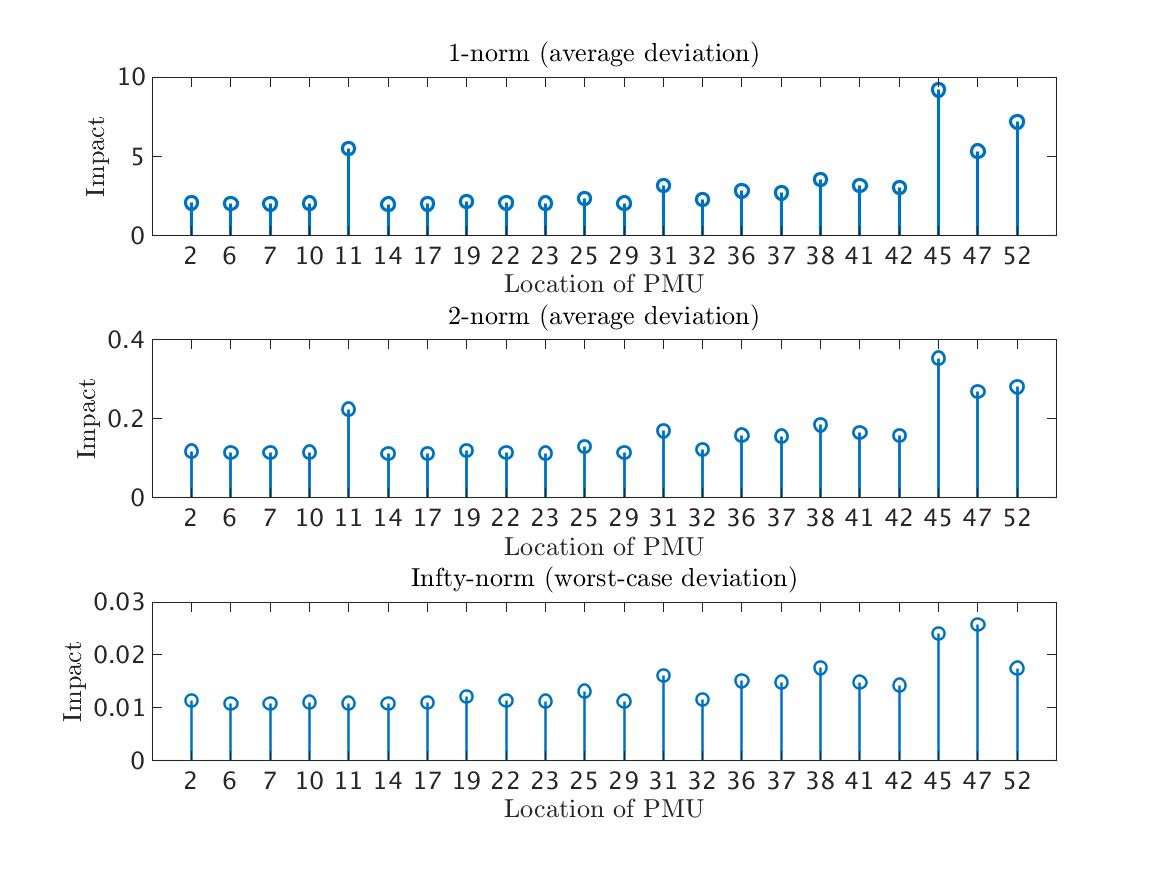 1-norm (average deviation)
10
5
0
Impact
2 6 7 10 11 14 17 19 22 23 25 29 31 32 36 37 38 41 42 45 47 52
Location of PMU
2-norm (average deviation)
0.4
0.2
0
Impact
2 6 7 10 11 14 17 19 22 23 25 29 31 32 36 37 38 41 42 45 47 52
Location of PMU
Infty-norm (worst-case deviation)
0.03
0.02
0.01
0
Impact
2 6 7 10 11 14 17 19 22 23 25 29 31 32 36 37 38 41 42 45 47 52
Location of PMU